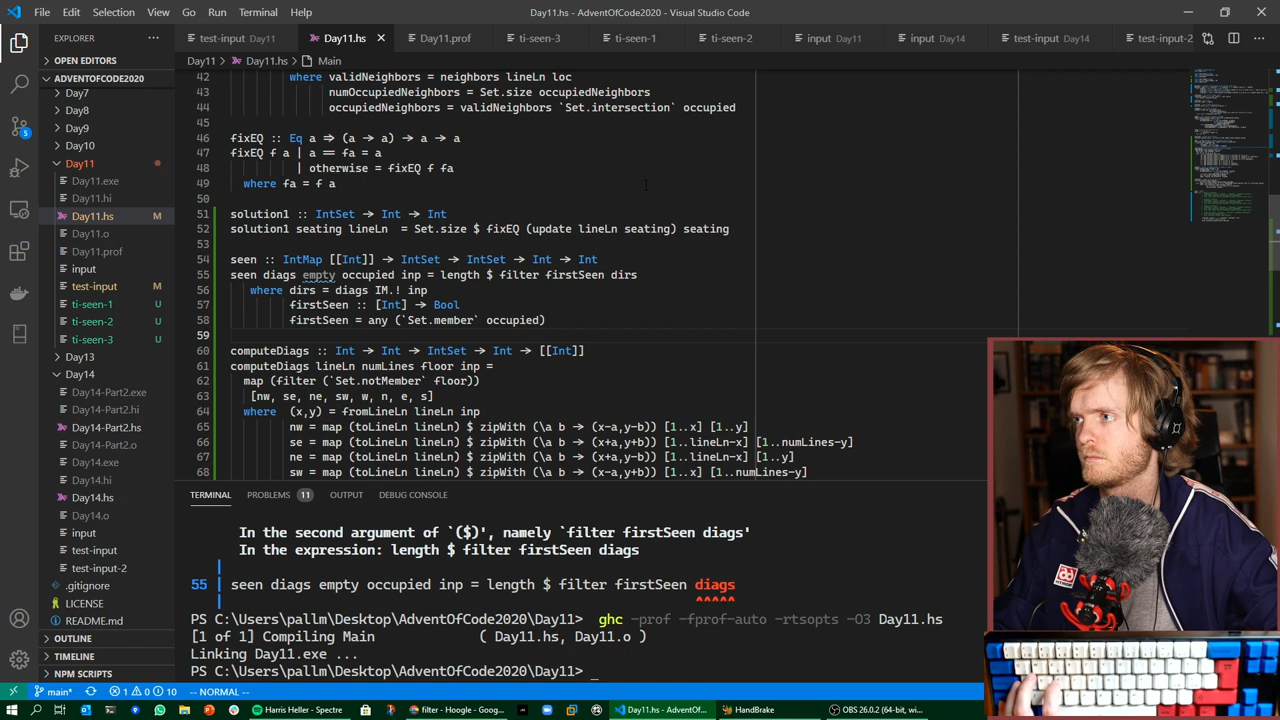 File Edit Selection View Go Run Terminal Help
Day11.hs - AdventOfCode2020 - Visual Studio Code
EXPLORER
test-input Day11 Day11.hs Day11.prof ti-seen-3 ti-seen-1 ti-seen-2 input Day11 input Day14 test-input Day14 test-input-2
OPEN EDITORS
Day11 > Day11.hs > Main
ADVENTOFCODE2020
Day7
Day8
Day9
Day10
Day11
Day11.exe
Day11.hi
Day11.hs M
Day11.o
Day11.prof
input
test-input M
ti-seen-1 U
ti-seen-2 U
ti-seen-3 U
Day13
Day14
Day14-Part2.exe
Day14-Part2.hi
Day14-Part2.hs
Day14-Part2.o
Day14.exe
Day14.hi
Day14.hs
Day14.o
input
test-input
test-input-2
.gitignore
LICENSE
README.md
OUTLINE
TIMELINE
NPM SCRIPTS
42 where validNeighbors = neighbors lineLn loc
43 numOccupiedNeighbors = Set.size occupiedNeighbors
44 occupiedNeighbors = validNeighbors `Set.intersection` occupied
45
46 fixEQ :: Eq a => (a -> a) -> a -> a
47 fixEQ f a | a == fa = a
48 | otherwise = fixEQ f fa
49 where fa = f a
50
51 solution1 :: IntSet -> Int -> Int
52 solution1 seating lineLn = Set.size $ fixEQ (update lineLn seating) seating
53
54 seen :: IntMap [[Int]] -> IntSet -> IntSet -> Int -> Int
55 seen diags empty occupied inp = length $ filter firstSeen dirs
56 where dirs = diags IM.! inp
57 firstSeen :: [Int] -> Bool
58 firstSeen = any (`Set.member` occupied)
59
60 computeDiags :: Int -> Int -> IntSet -> Int -> [[Int]]
61 computeDiags lineLn numLines floor inp =
62 map (filter (`Set.notMember` floor))
63 [nw, se, ne, sw, w, n, e, s]
64 where (x,y) = fromLineLn lineLn inp
65 nw = map (toLineLn lineLn) $ zipWith (\a b -> (x-a,y-b)) [1..x] [1..y]
66 se = map (toLineLn lineLn) $ zipWith (\a b -> (x+a,y+b)) [1..lineLn-x] [1..numLines-y]
67 ne = map (toLineLn lineLn) $ zipWith (\a b -> (x+a,y-b)) [1..lineLn-x] [1..y]
68 sw = map (toLineLn lineLn) $ zipWith (\a b -> (x-a,y+b)) [1..x] [1..numLines-y]
TERMINAL PROBLEMS 11 OUTPUT DEBUG CONSOLE
In the second argument of `($)', namely `filter firstSeen diags'
In the expression: length $ filter firstSeen diags
|
55 | seen diags empty occupied inp = length $ filter firstSeen diags
| ^^^^^
PS C:\Users\pallm\Desktop\AdventOfCode2020\Day11> ghc -prof -fprof-auto -rtsopts -O3 Day11.hs
[1 of 1] Compiling Main ( Day11.hs, Day11.o )
Linking Day11.exe ...
PS C:\Users\pallm\Desktop\AdventOfCode2020\Day11> _
5
main* 1 0 10 -- NORMAL --
Harris Heller - Spectre filter - Hoogle - Goog... Day11.hs - AdventOf... HandBrake OBS 26.0.2 (64-bit, wi...